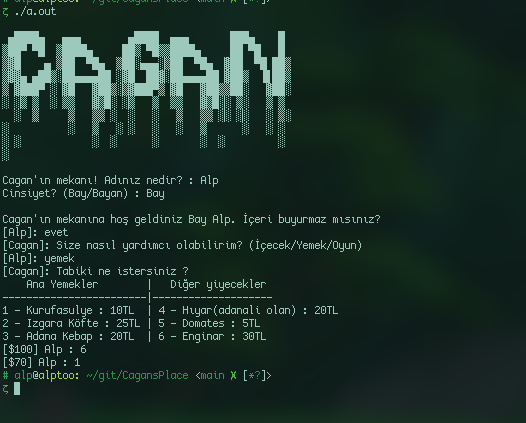 # alp@alptoo: ~/git/CagansPlace <main ✗ [✶?]>
ζ ./a.out
CAGAN
Cagan'ın mekanı! Adınız nedir? : Alp
Cinsiyet? (Bay/Bayan) : Bay
Cagan'ın mekanına hoş geldiniz Bay Alp. İçeri buyurmaz mısınız?
[Alp]: evet
[Cagan]: Size nasıl yardımcı olabilirim? (İçecek/Yemek/Oyun)
[Alp]: yemek
[Cagan]: Tabiki ne istersiniz ?
Ana Yemekler | Diğer yiyecekler
------------------------|--------------------
1 - Kurufasulye : 10TL | 4 - Hıyar(adanali olan) : 20TL
2 - Izgara Köfte : 25TL | 5 - Domates : 5TL
3 - Adana Kebap : 20TL | 6 - Enginar : 30TL
[$100] Alp : 6
[$70] Alp : 1
# alp@alptoo: ~/git/CagansPlace <main ✗ [✶?]>
ζ